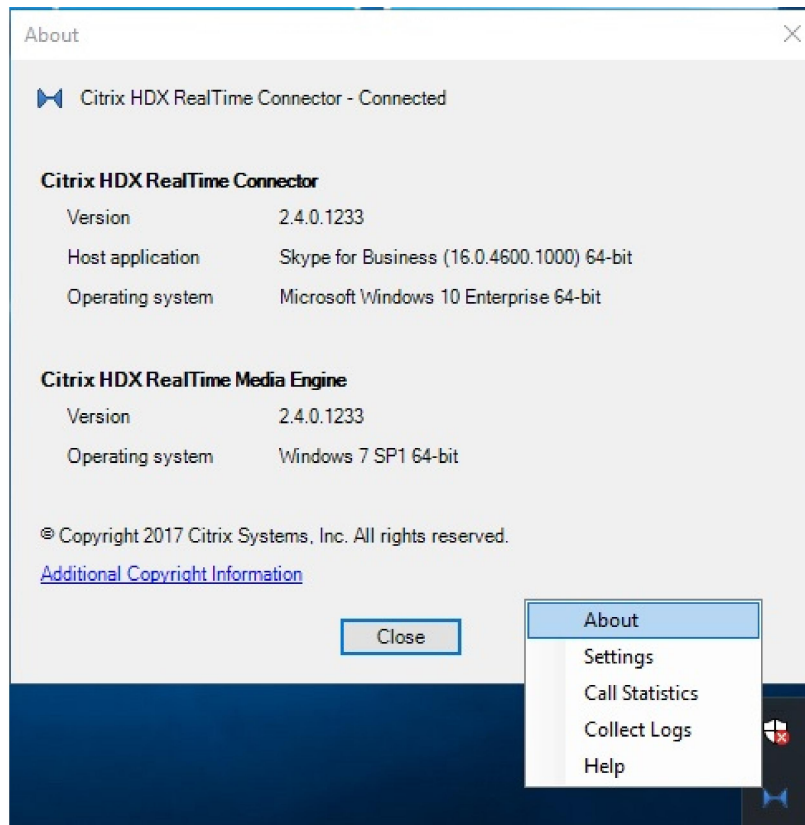 About
Citrix HDX RealTime Connector - Connected
Citrix HDX RealTime Connector
Version 2.4.0.1233
Host application Skype for Business (16.0.4600.1000) 64-bit
Operating system Microsoft Windows 10 Enterprise 64-bit
Citrix HDX RealTime Media Engine
Version 2.4.0.1233
Operating system Windows 7 SP1 64-bit
© Copyright 2017 Citrix Systems, Inc. All rights reserved.
Additional Copyright Information
Close
About
Settings
Call Statistics
Collect Logs
Help